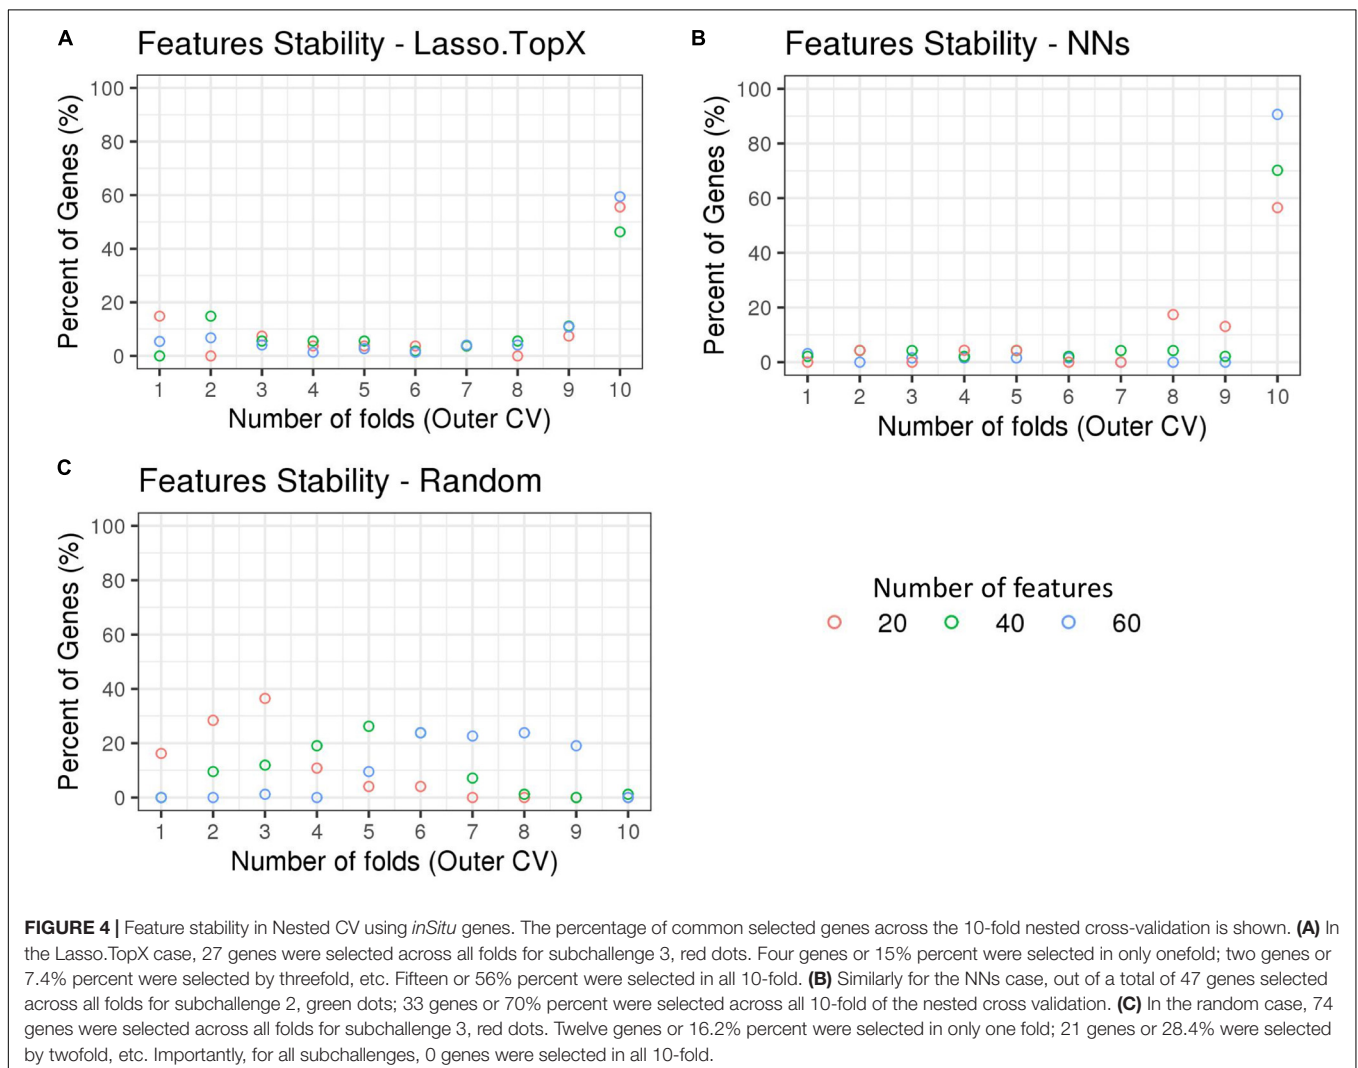 A
Features Stability - Lasso.TopX
Percent of Genes (%)
100
80
60
40
20
0
1 2 3 4 5 6 7 8 9 10
Number of folds (Outer CV)
B
Features Stability - NNs
Percent of Genes (%)
100
80
60
40
20
0
1 2 3 4 5 6 7 8 9 10
Number of folds (Outer CV)
C
Features Stability - Random
Percent of Genes (%)
100
80
60
40
20
0
1 2 3 4 5 6 7 8 9 10
Number of folds (Outer CV)
Number of features
20 40 60
FIGURE 4 | Feature stability in Nested CV using inSitu genes. The percentage of common selected genes across the 10-fold nested cross-validation is shown. (A) In
the Lasso.TopX case, 27 genes were selected across all folds for subchallenge 3, red dots. Four genes or 15% percent were selected in only onefold; two genes or
7.4% percent were selected by threefold, etc. Fifteen or 56% percent were selected in all 10-fold. (B) Similarly for the NNs case, out of a total of 47 genes selected
across all folds for subchallenge 2, green dots; 33 genes or 70% percent were selected across all 10-fold of the nested cross validation. (C) In the random case, 74
genes were selected across all folds for subchallenge 3, red dots. Twelve genes or 16.2% percent were selected in only one fold; 21 genes or 28.4% were selected
by twofold, etc. Importantly, for all subchallenges, 0 genes were selected in all 10-fold.